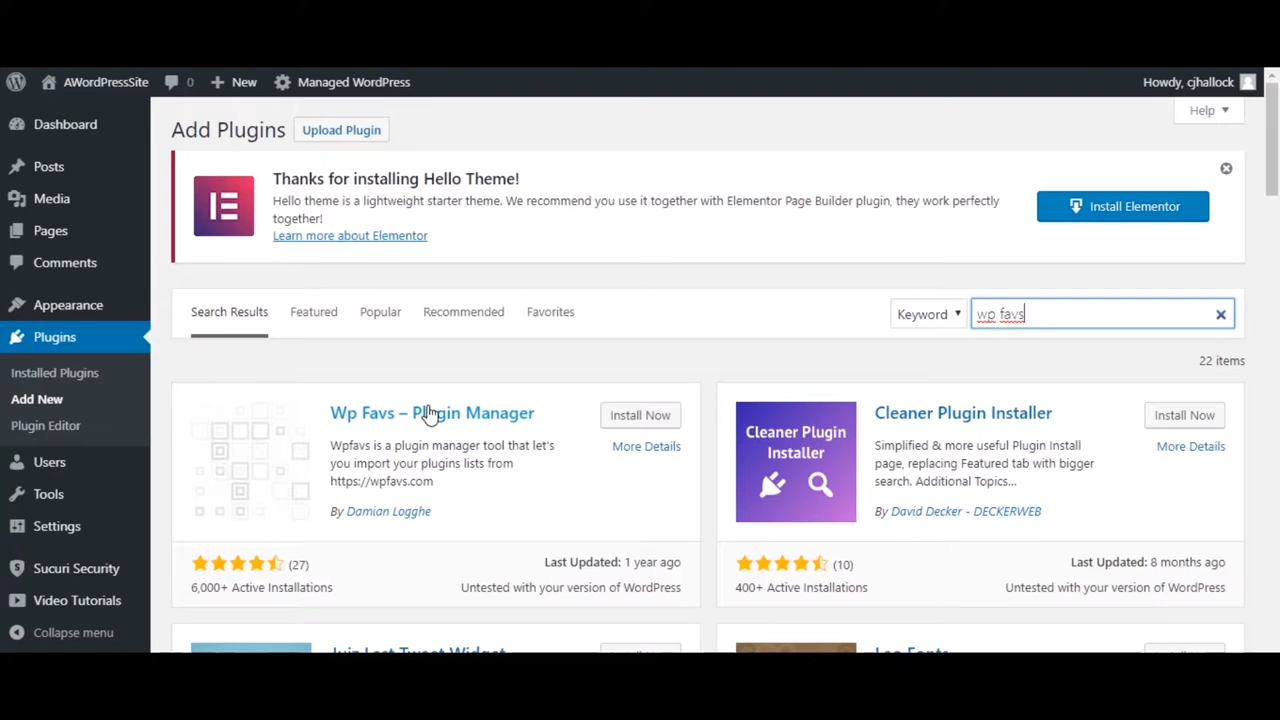 AWordPressSite 0 New Managed WordPress Howdy, cjhallock
Dashboard
Posts
Media
Pages
Comments
Appearance
Plugins
Installed Plugins
Add New
Plugin Editor
Users
Tools
Settings
Sucuri Security
Video Tutorials
Collapse menu
Help
Add Plugins Upload Plugin
Thanks for installing Hello Theme!
Hello theme is a lightweight starter theme. We recommend you use it together with Elementor Page Builder plugin, they work perfectly
together!
Learn more about Elementor
Install Elementor
Search Results Featured Popular Recommended Favorites Keyword wp favs
22 items
Wp Favs – Plugin Manager
Install Now
More Details
Wpfavs is a plugin manager tool that let's
you import your plugins lists from
https://wpfavs.com
By Damian Logghe
(27)
6,000+ Active Installations
Last Updated: 1 year ago
Untested with your version of WordPress
Cleaner Plugin
Installer
Cleaner Plugin Installer
Install Now
More Details
Simplified & more useful Plugin Install
page, replacing Featured tab with bigger
search. Additional Topics...
By David Decker - DECKERWEB
(10)
400+ Active Installations
Last Updated: 8 months ago
Untested with your version of WordPress
Juiz Last Tweet Widget